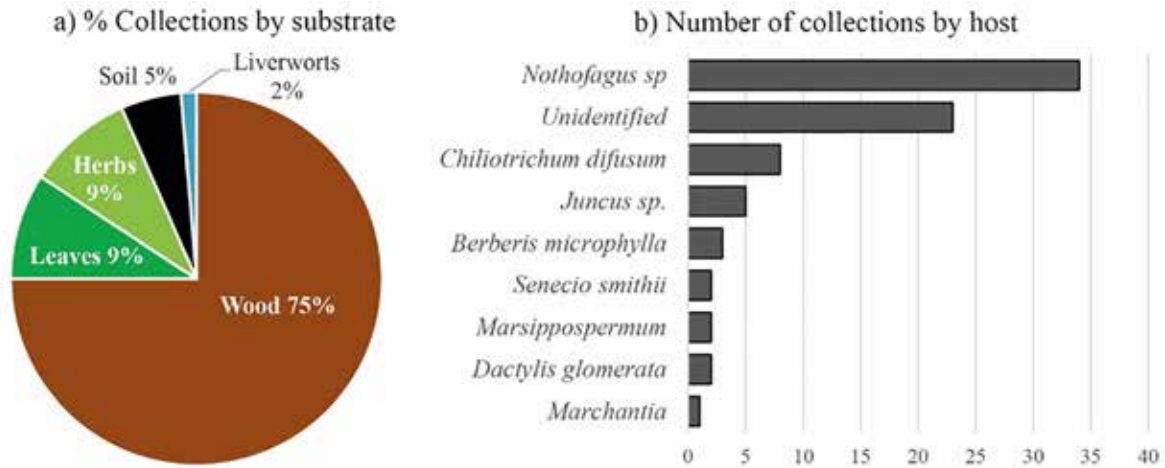 a) % Collections by substrate
Soil 5%
Liverworts
2%
Herbs
9%
Leaves 9%
Wood 75%
b) Number of collections by host
Nothofagus sp
Unidentified
Chiliotrichum difusum
Juncus sp.
Berberis microphylla
Senecio smithii
Marsippospermum
Dactylis glomerata
Marchantia
0 5 10 15 20 25 30 35 40